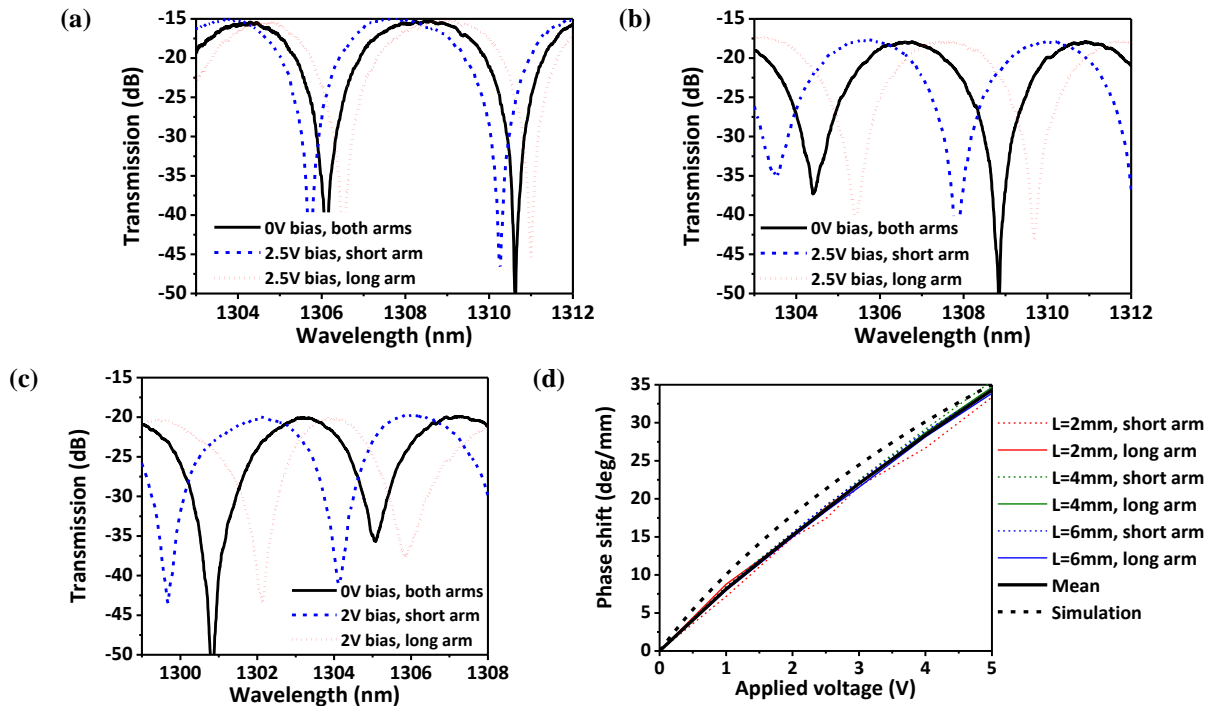 (a)
-15
-20
-25
-30
-35
-40
-45
-50
Transmission (dB)
0V bias, both arms
2.5V bias, short arm
2.5V bias, long arm
1304
1306
1308
1310
1312
Wavelength (nm)
(b)
-15
-20
-25
-30
-35
-40
-45
-50
Transmission (dB)
0V bias, both arms
2.5V bias, short arm
2.5V bias, long arm
1304
1306
1308
1310
1312
Wavelength (nm)
(c)
-15
-20
-25
-30
-35
-40
-45
-50
Transmission (dB)
0V bias, both arms
2V bias, short arm
2V bias, long arm
1300
1302
1304
1306
1308
Wavelength (nm)
(d)
35
30
25
20
15
10
5
0
Phase shift (deg/mm)
0
1
2
3
4
5
Applied voltage (V)
L=2mm, short arm
L=2mm, long arm
L=4mm, short arm
L=4mm, long arm
L=6mm, short arm
L=6mm, long arm
Mean
Simulation